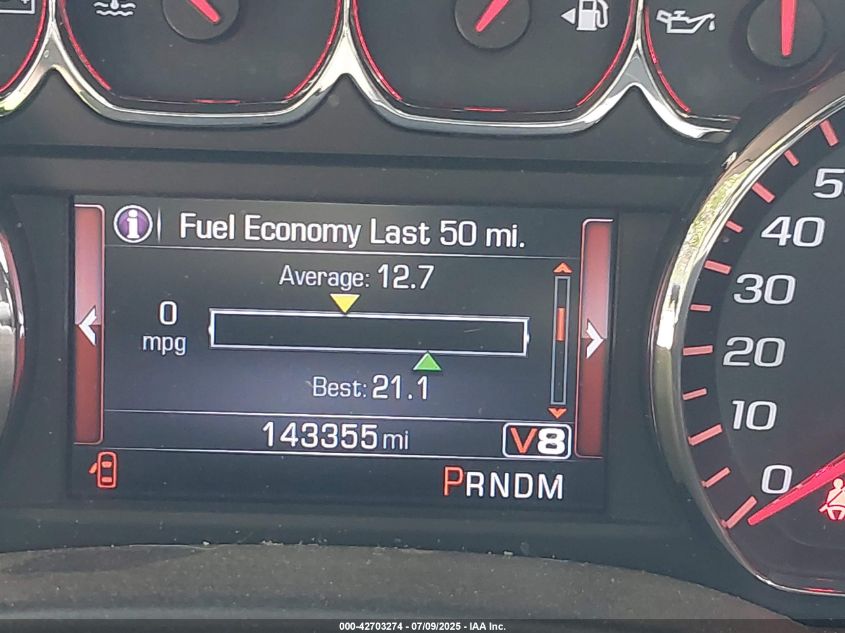 Fuel Economy Last 50 mi.
Average: 12.7
0
mpg
Best: 21.1
143355 mi
V8
PRNDM
5
40
30
20
10
0
000-42703274 - 07/09/2025 - IAA Inc.